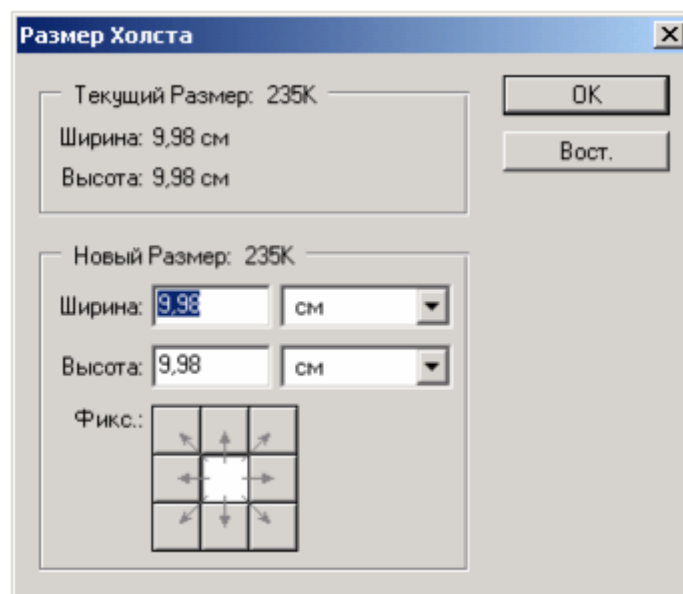 Размер Холста
Текущий Размер: 235K
OK
Ширина: 9,98 см
Вост.
Высота: 9,98 см
Новый Размер: 235K
Ширина: 9,98 см
Высота: 9,98 см
Фикс.: